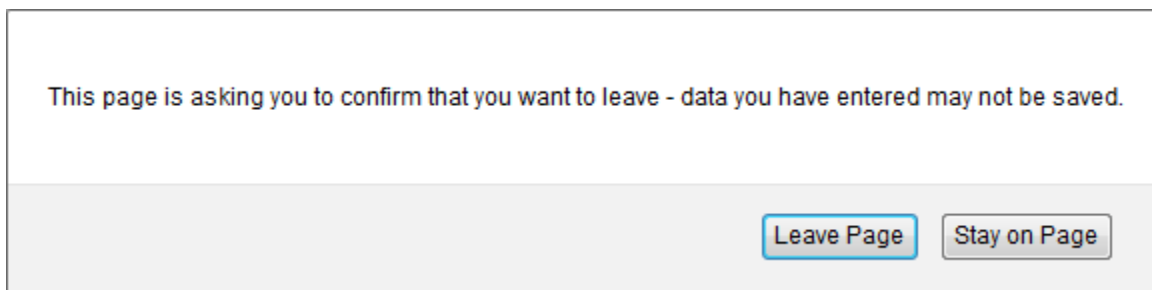 This page is asking you to confirm that you want to leave - data you have entered may not be saved.
Leave Page Stay on Page